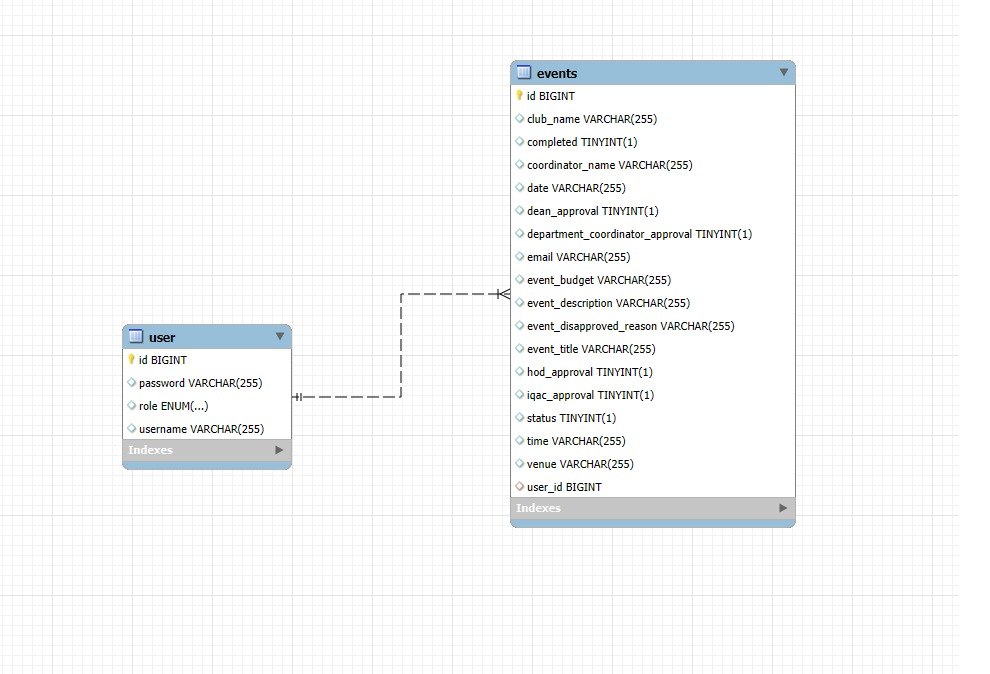 events
id BIGINT
club_name VARCHAR(255)
completed TINYINT(1)
coordinator_name VARCHAR(255)
date VARCHAR(255)
dean_approval TINYINT(1)
department_coordinator_approval TINYINT(1)
email VARCHAR(255)
event_budget VARCHAR(255)
event_description VARCHAR(255)
event_disapproved_reason VARCHAR(255)
event_title VARCHAR(255)
hod_approval TINYINT(1)
iqac_approval TINYINT(1)
status TINYINT(1)
time VARCHAR(255)
venue VARCHAR(255)
user_id BIGINT
Indexes
user
id BIGINT
password VARCHAR(255)
role ENUM(...)
username VARCHAR(255)
Indexes